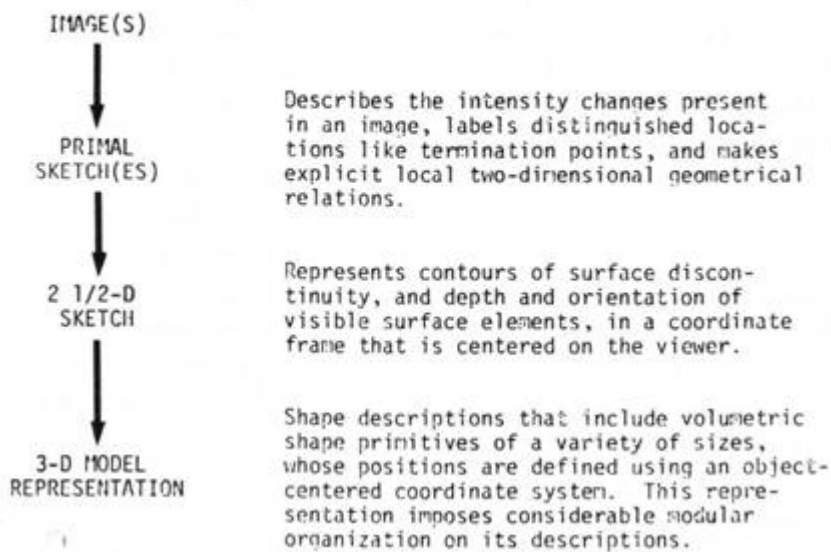 IMAGE(S)
Describes the intensity changes present
in an image, labels distinguished loca-
tions like termination points, and makes
explicit local two-dimensional geometrical
relations.
PRIMAL
SKETCH(ES)
Represents contours of surface discon-
tinuity, and depth and orientation of
visible surface elements, in a coordinate
frame that is centered on the viewer.
2 1/2-D
SKETCH
Shape descriptions that include volumetric
shape primitives of a variety of sizes,
whose positions are defined using an object-
centered coordinate system. This repre-
sentation imposes considerable modular
organization on its descriptions.
3-D MODEL
REPRESENTATION